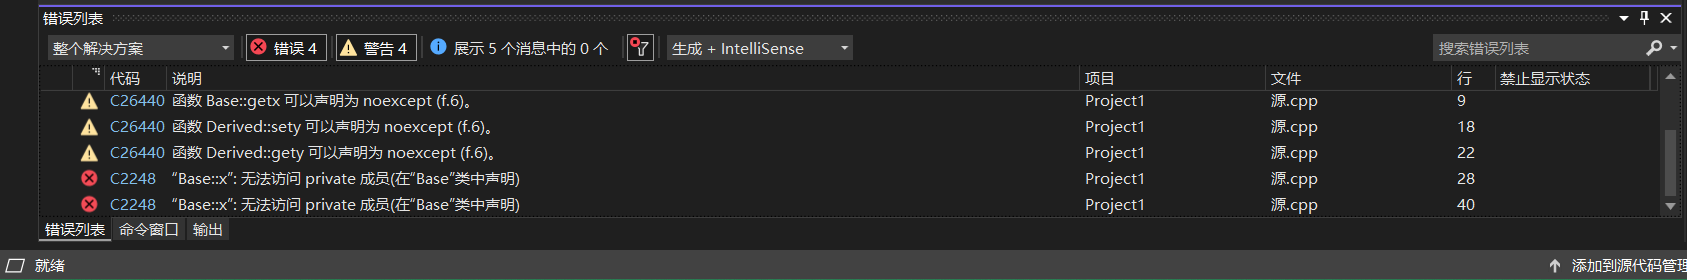 错误列表
整个解决方案 错误 4 警告 4 展示 5 个消息中的 0 个 生成 + IntelliSense 搜索错误列表
代码 说明 项目 文件 行 禁止显示状态
C26440 函数 Base::getx 可以声明为 noexcept (f.6)。 Project1 源.cpp 9
C26440 函数 Derived::sety 可以声明为 noexcept (f.6)。 Project1 源.cpp 18
C26440 函数 Derived::gety 可以声明为 noexcept (f.6)。 Project1 源.cpp 22
C2248 “Base::x”: 无法访问 private 成员(在“Base”类中声明) Project1 源.cpp 28
C2248 “Base::x”: 无法访问 private 成员(在“Base”类中声明) Project1 源.cpp 40
错误列表 命令窗口 输出
就绪 添加到源代码管理